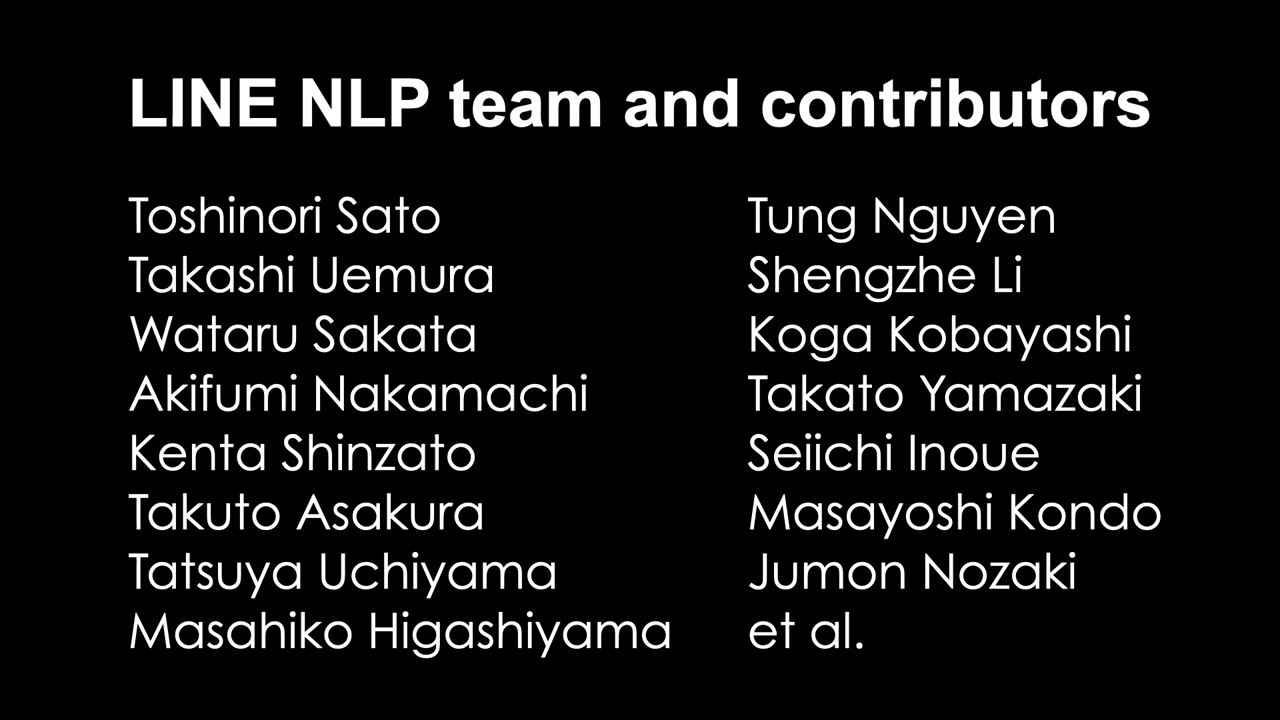 LINE NLP team and contributors
Toshinori Sato
Takashi Uemura
Wataru Sakata
Akifumi Nakamachi
Kenta Shinzato
Takuto Asakura
Tatsuya Uchiyama
Masahiko Higashiyama
Tung Nguyen
Shengzhe Li
Koga Kobayashi
Takato Yamazaki
Seiichi Inoue
Masayoshi Kondo
Jumon Nozaki
et al.